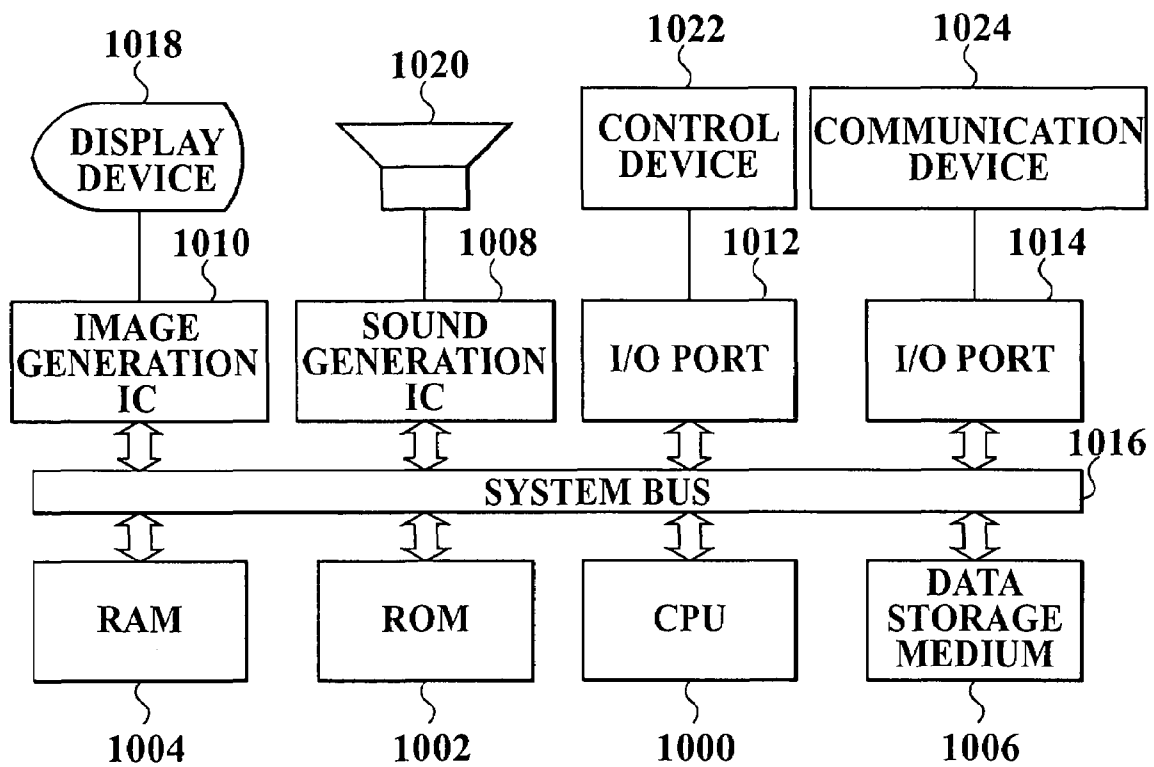 1018
1020
1022
1024
DISPLAY
DEVICE
CONTROL
DEVICE
COMMUNICATION
DEVICE
1010
1008
1012
1014
IMAGE
GENERATION
IC
SOUND
GENERATION
IC
I/O PORT
I/O PORT
1016
SYSTEM BUS
RAM
ROM
CPU
DATA
STORAGE
MEDIUM
1004
1002
1000
1006